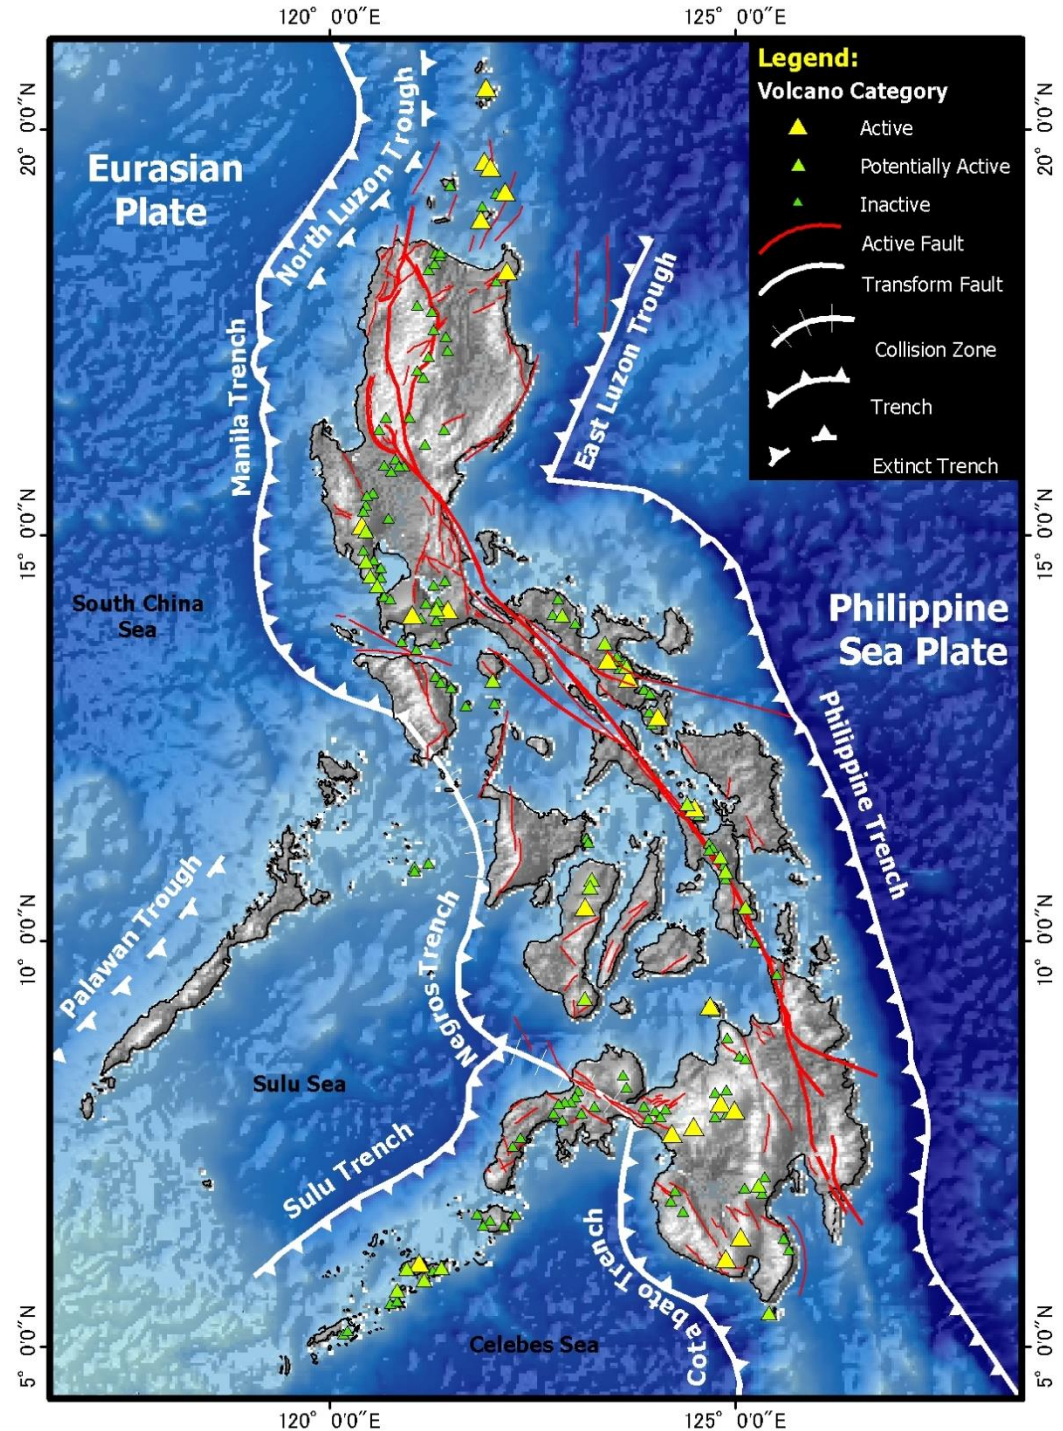 120° 0'0"E
125° 0'0"E
20° 0'0"N
15° 0'0"N
10° 0'0"N
5° 0'0"N
20° 0'0"N
15° 0'0"N
10° 0'0"N
5° 0'0"N
120° 0'0"E
125° 0'0"E
Legend:
Volcano Category
Active
Potentially Active
Inactive
Active Fault
Transform Fault
Collision Zone
Trench
Extinct Trench
Eurasian
Plate
North Luzon Trough
Manila Trench
East Luzon Trough
South China
Sea
Philippine
Sea Plate
Philippine Trench
Palawan Trough
Negros Trench
Sulu Sea
Sulu Trench
Cotabato Trench
Celebes Sea